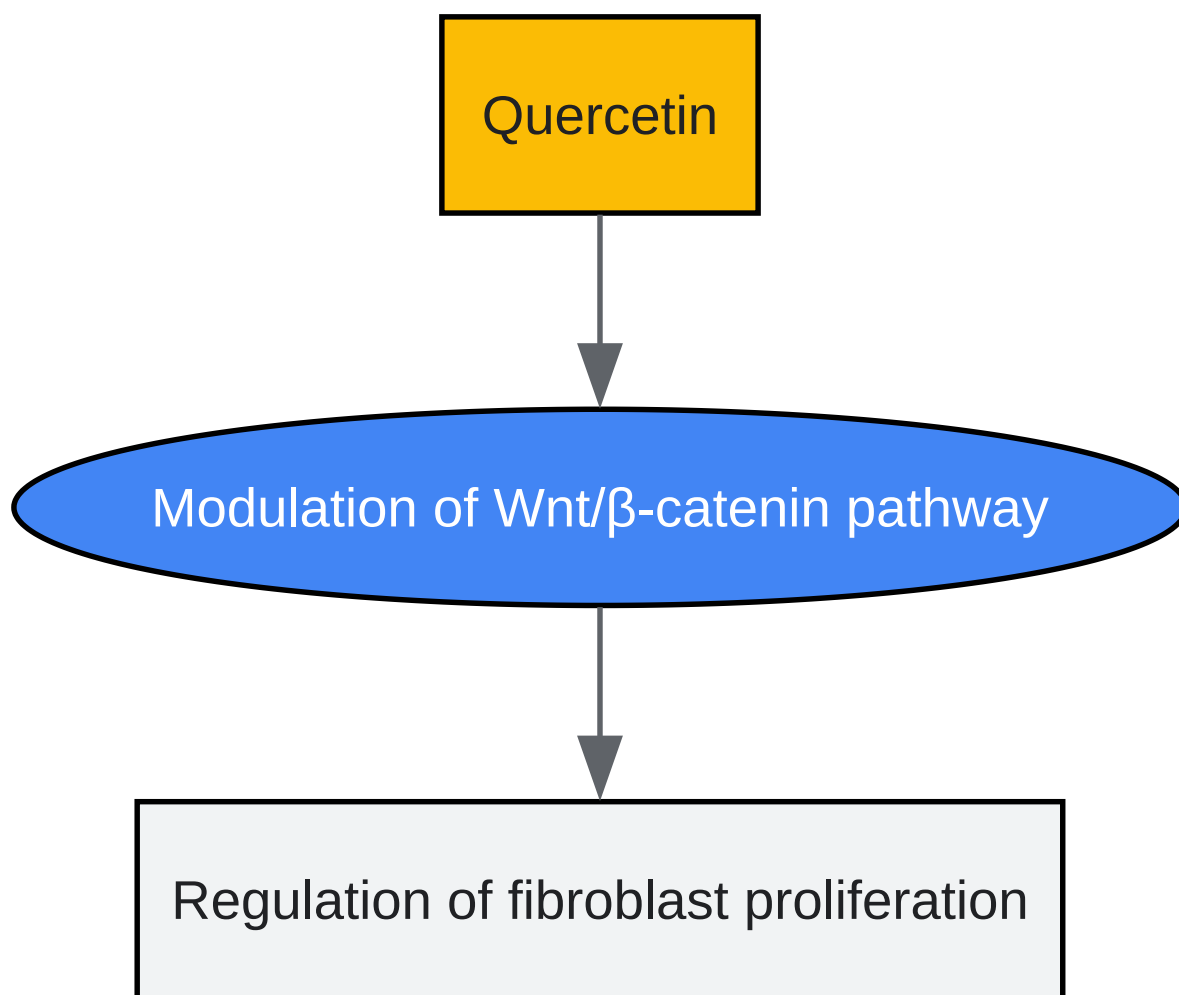 Quercetin
Modulation of Wnt/β-catenin pathway
Regulation of fibroblast proliferation